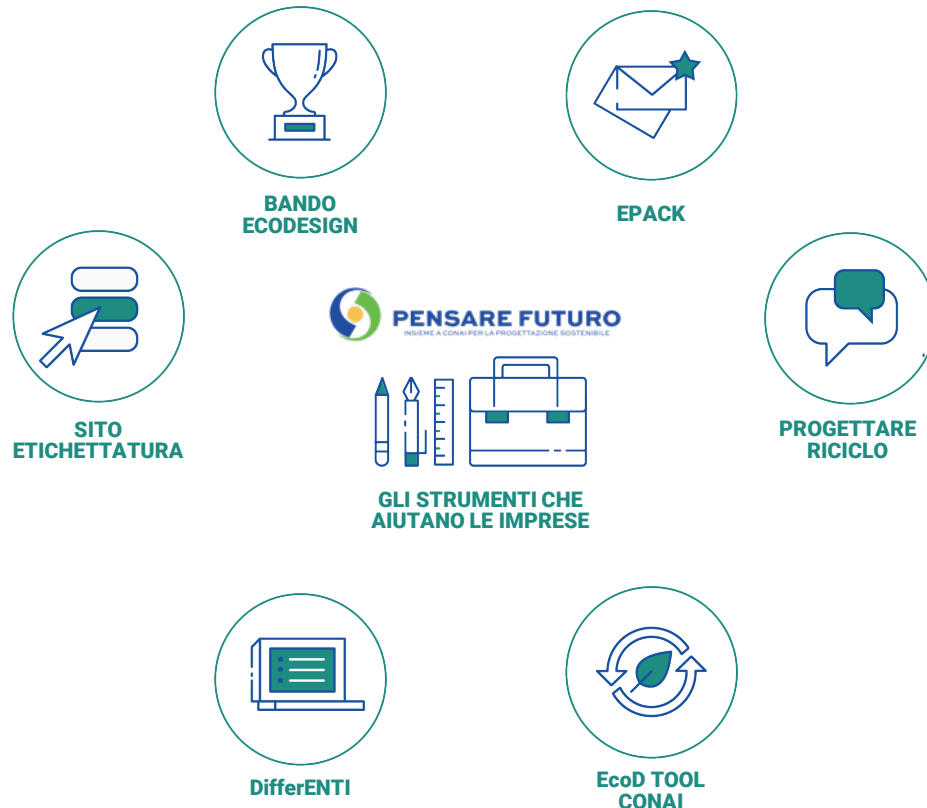 BANDO
ECODESIGN
EPACK
SITO
ETICHETTATURA
PENSARE FUTURO
INSIEME A CONAI PER LA PROGETTAZIONE SOSTENIBILE
PROGETTARE
RICICLO
GLI STRUMENTI CHE
AIUTANO LE IMPRESE
DifferENTI
EcoD TOOL
CONAI